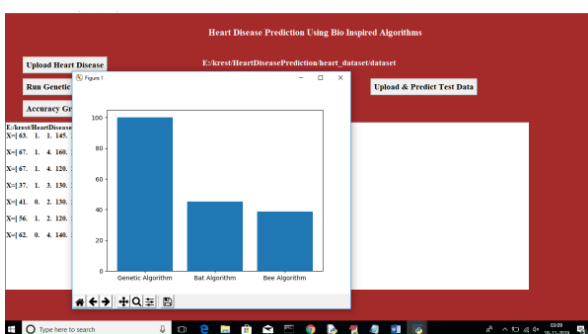 Heart Disease Prediction Using Bio Inspired Algorithms
Upload Heart Disease
E:/krest/HeartDiseasePrediction/heart_dataset/dataset
Run Genetic
Upload & Predict Test Data
Accuracy Gr
Figure 1
100
80
60
40
20
0
Genetic Algorithm Bat Algorithm Bee Algorithm
E:/krest/HeartDisease
X=[ 63. 1. 1. 145.
X=[ 67. 1. 4. 160.
X=[ 67. 1. 4. 120.
X=[ 37. 1. 3. 130.
X=[ 41. 0. 2. 130.
X=[ 56. 1. 2. 120.
X=[ 62. 0. 4. 140.
Type here to search